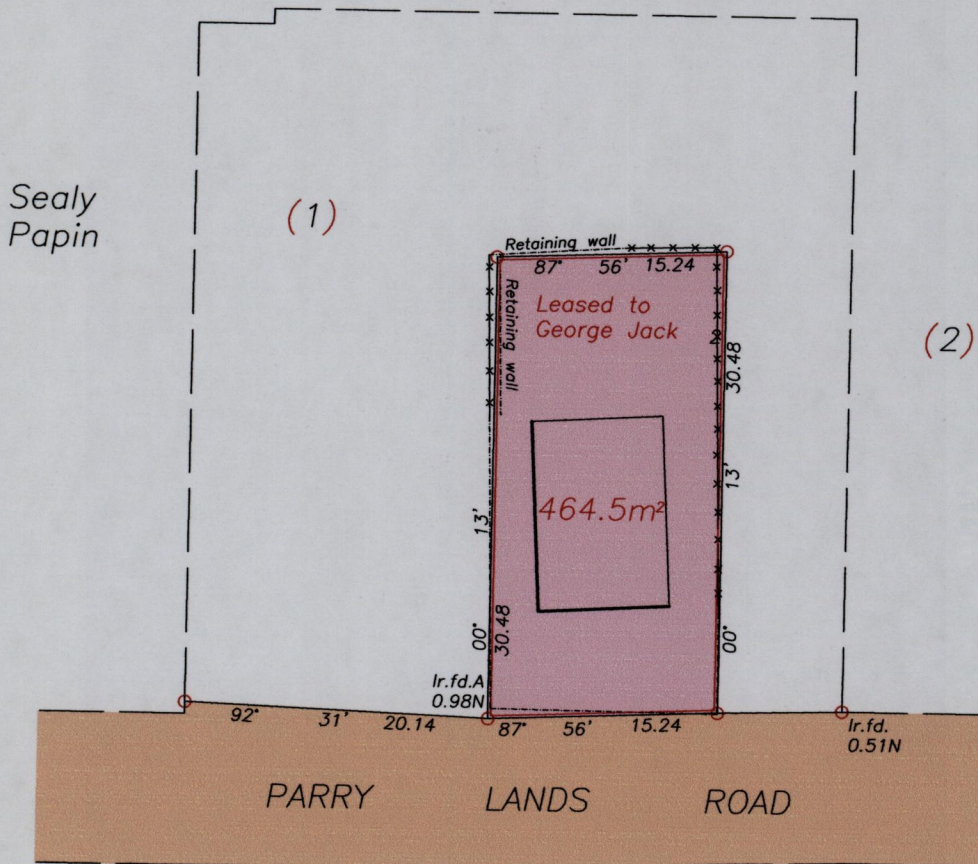 Sealy
Papin
(1)
(2)
Retaining wall
87° 56' 15.24
Retaining wall
Leased to
George Jack
30.48
13'
00°
464.5m²
13'
00°
30.48
Ir.fd.A
0.98N
92° 31' 20.14
87° 56' 15.24
Ir.fd.
0.51N
PARRY LANDS ROAD